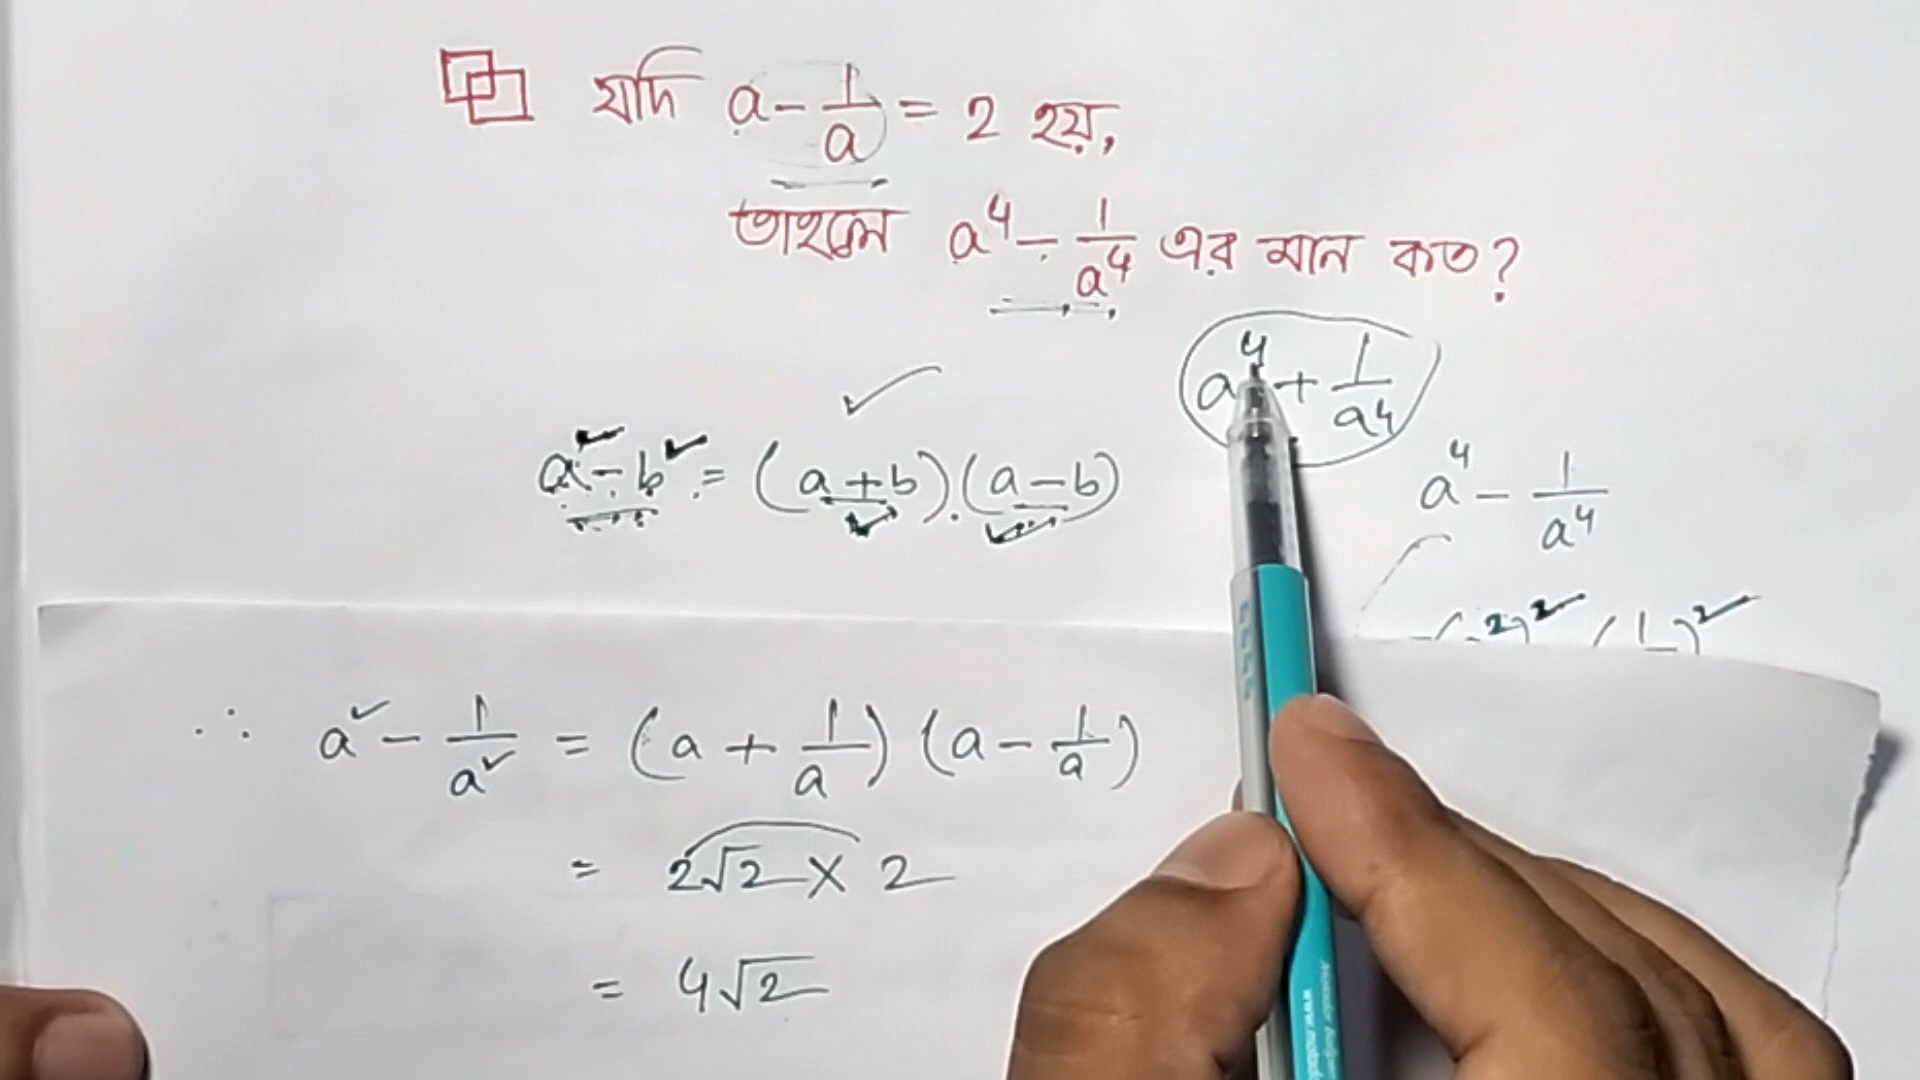 যদি a - 1/a = 2 হয়,
তাহলে a⁴ - 1/a⁴ এর মান কত?
a⁴ + 1/a⁴
a² - b² = (a + b).(a - b)
a⁴ - 1/a⁴
∴ a² - 1/a² = (a + 1/a) (a - 1/a)
= 2√2 × 2
= 4√2